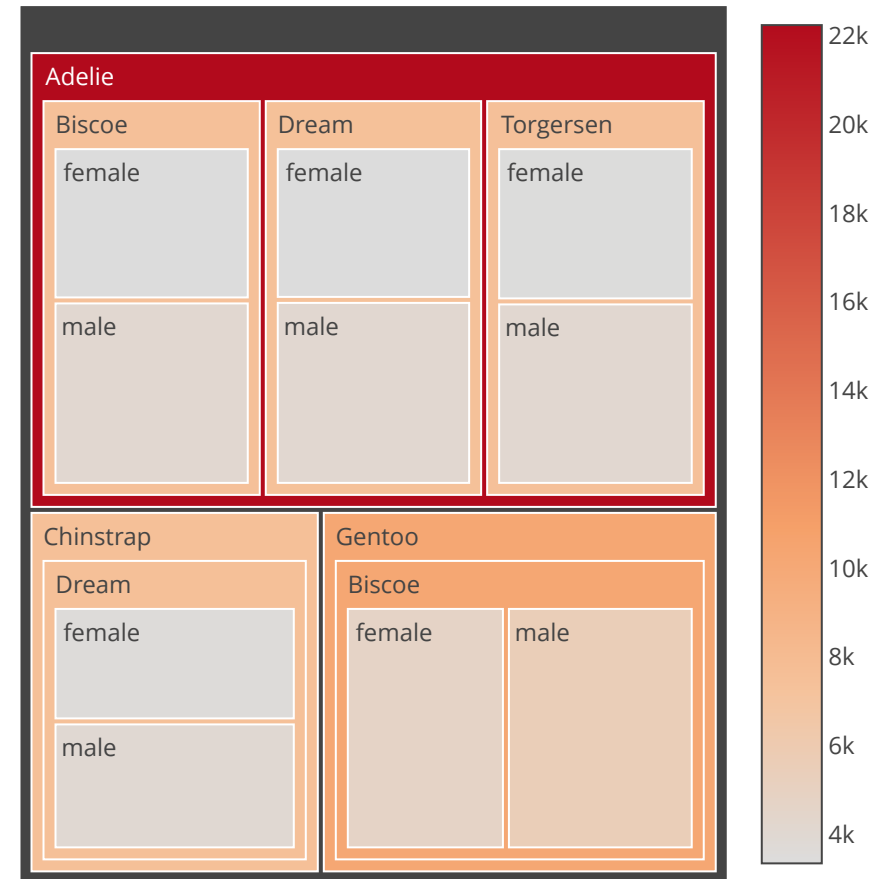 Adelie
Biscoe
female
male
Dream
female
male
Torgersen
female
male
Chinstrap
Dream
female
male
Gentoo
Biscoe
female
male
22k
20k
18k
16k
14k
12k
10k
8k
6k
4k